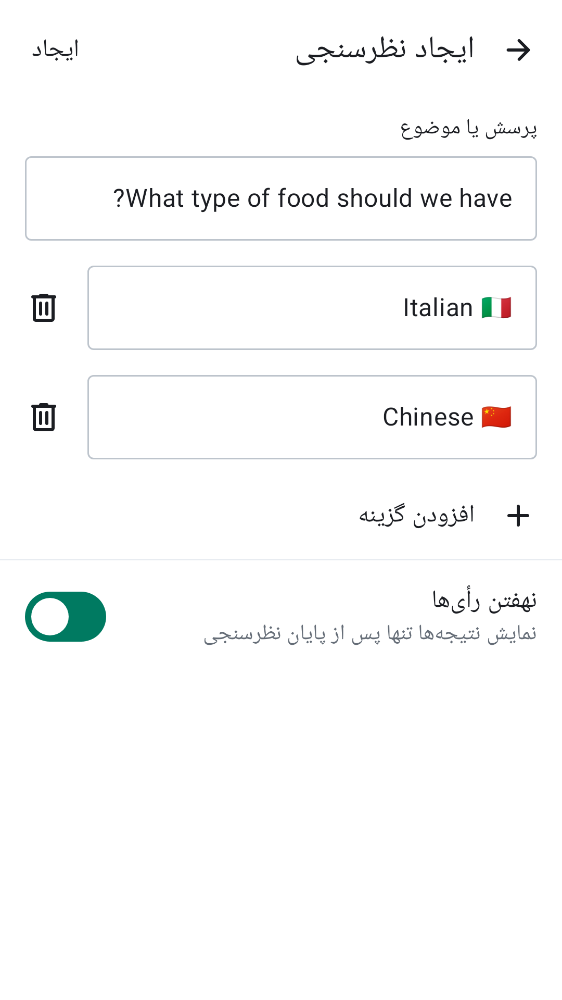 ایجاد نظرسنجی
ایجاد
پرسش یا موضوع
What type of food should we have?
🇮🇹 Italian
🇨🇳 Chinese
افزودن گزینه
نهفتن رأی‌ها
نمایش نتیجه‌ها تنها پس از پایان نظرسنجی